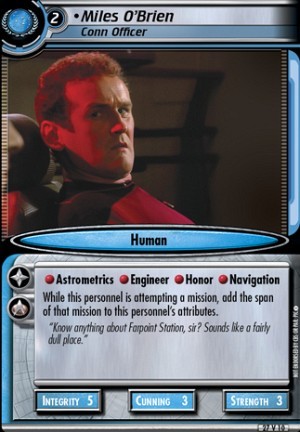 2 • Miles O'Brien
Conn Officer
Human
Astrometrics Engineer Honor Navigation
While this personnel is attempting a mission, add the span
of that mission to this personnel's attributes.
"Know anything about Farpoint Station, sir? Sounds like a fairly
dull place."
INTEGRITY 5 CUNNING 3 STRENGTH 3